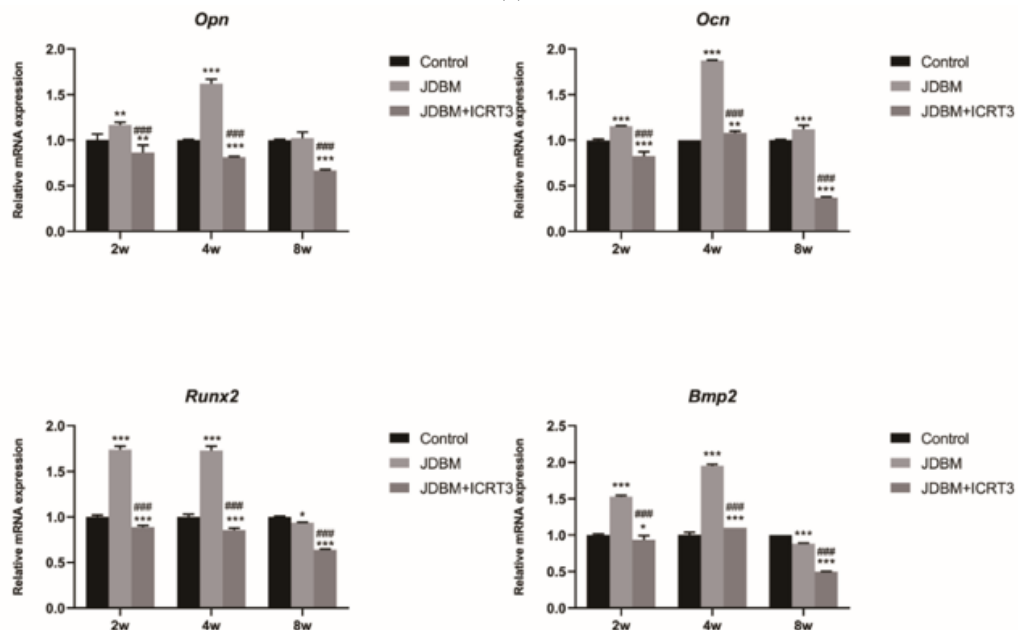 Opn
Relative mRNA expression
2.0
1.5
1.0
0.5
0.0
**
###
**
***
###
***
###
***
2w
4w
8w
Control
JDBM
JDBM+ICRT3
Ocn
Relative mRNA expression
2.0
1.5
1.0
0.5
0.0
***
###
***
***
###
**
***
###
***
2w
4w
8w
Control
JDBM
JDBM+ICRT3
Runx2
Relative mRNA expression
2.0
1.5
1.0
0.5
0.0
***
###
***
***
###
***
*
###
***
2w
4w
8w
Control
JDBM
JDBM+ICRT3
Bmp2
Relative mRNA expression
2.5
2.0
1.5
1.0
0.5
0.0
***
###
*
***
###
***
***
###
***
2w
4w
8w
Control
JDBM
JDBM+ICRT3